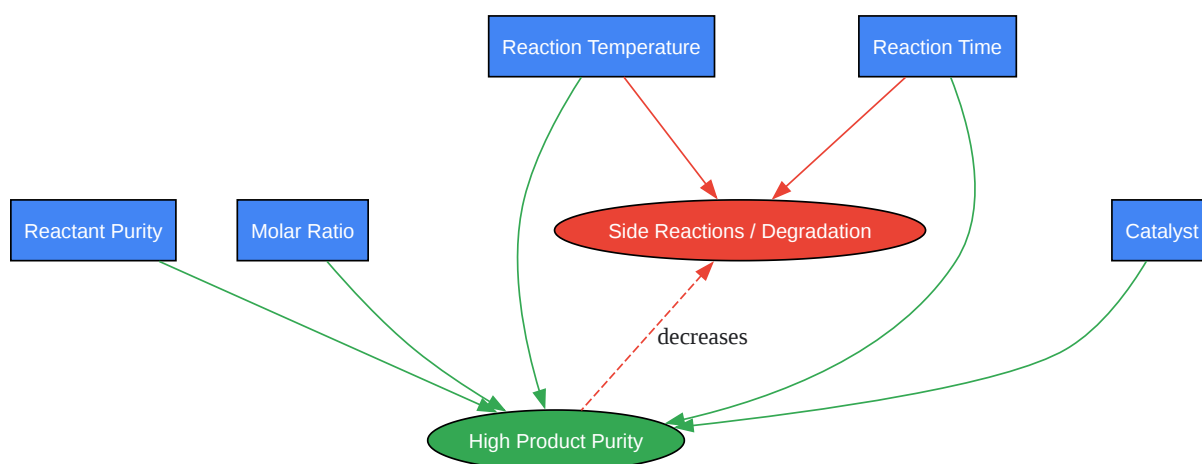 Reaction Temperature
Reaction Time
Reactant Purity
Molar Ratio
Side Reactions / Degradation
Catalyst
decreases
High Product Purity